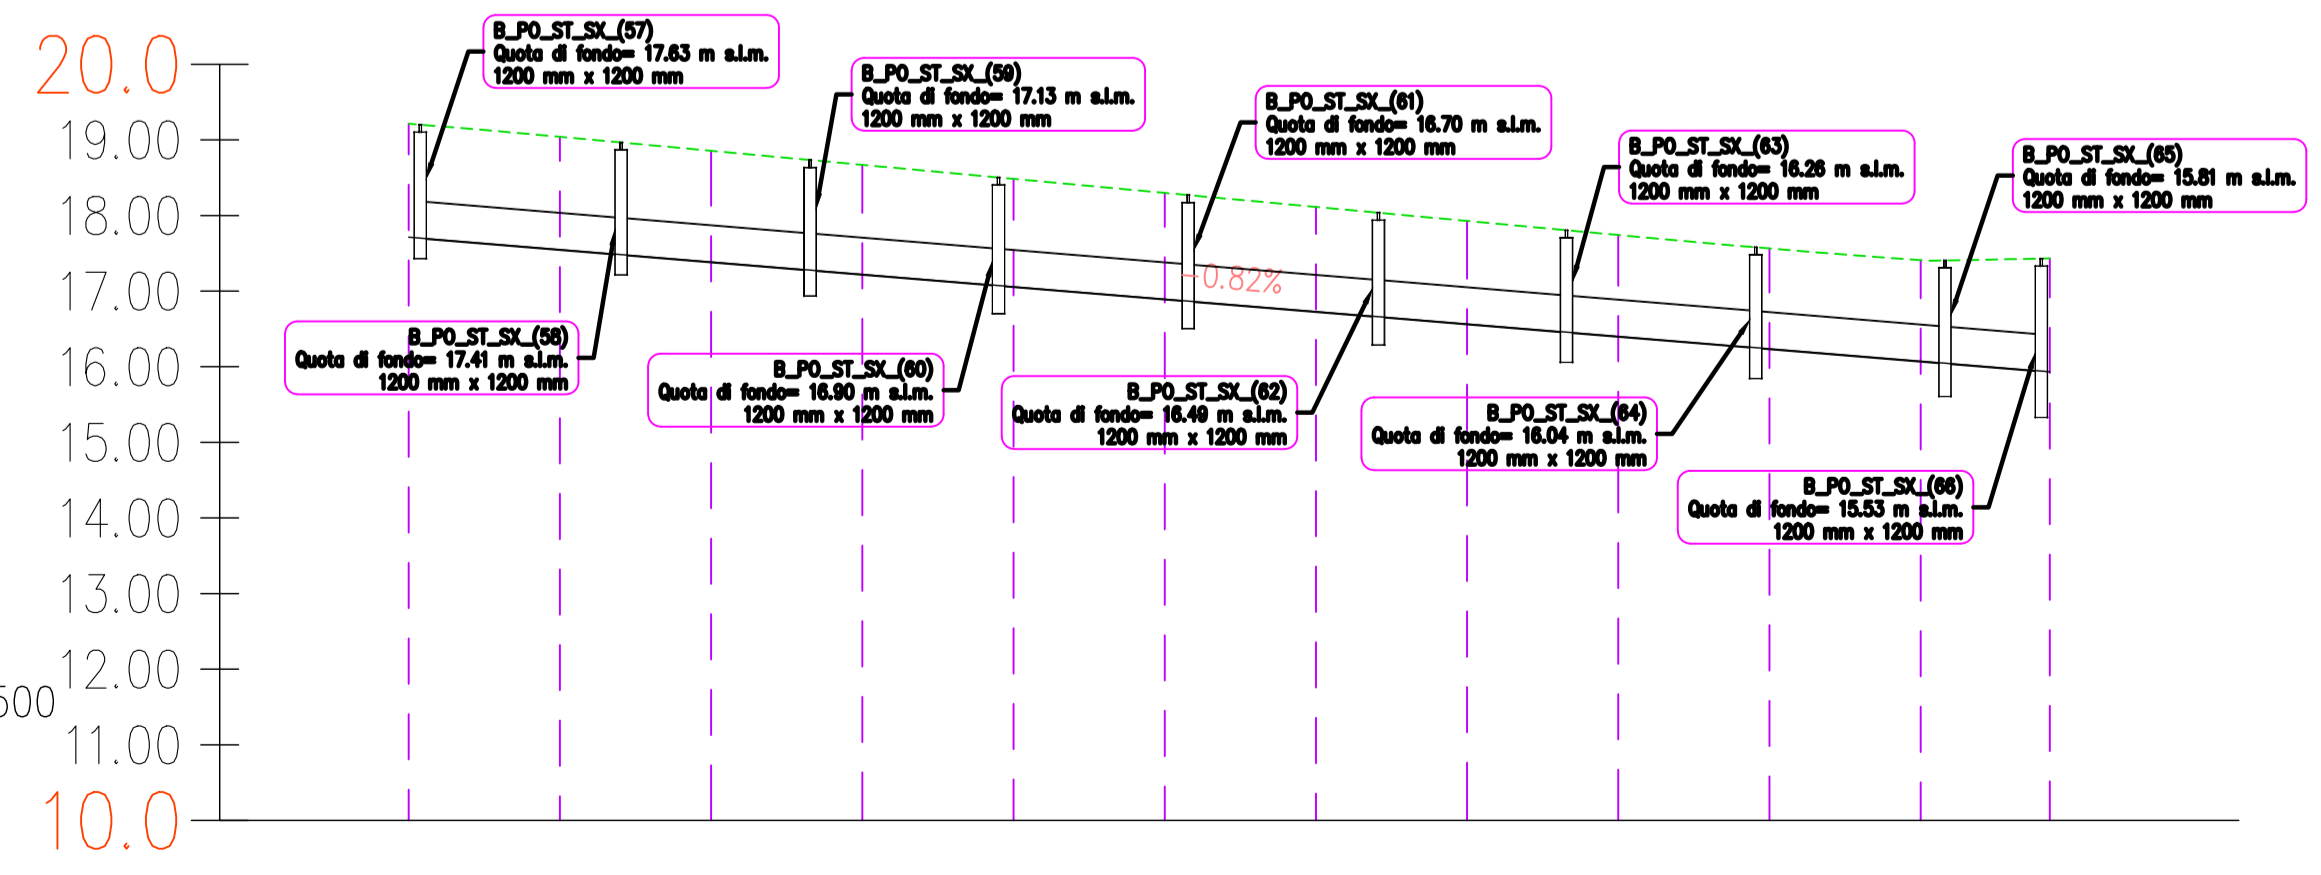 20.0
19.00
18.00
17.00
16.00
15.00
14.00
13.00
12.00
11.00
10.0
500
B_PO_ST_SX_(57)
Quota di fondo= 17.63 m s.l.m.
1200 mm x 1200 mm
B_PO_ST_SX_(59)
Quota di fondo= 17.13 m s.l.m.
1200 mm x 1200 mm
B_PO_ST_SX_(61)
Quota di fondo= 16.70 m s.l.m.
1200 mm x 1200 mm
B_PO_ST_SX_(63)
Quota di fondo= 16.26 m s.l.m.
1200 mm x 1200 mm
B_PO_ST_SX_(65)
Quota di fondo= 15.81 m s.l.m.
1200 mm x 1200 mm
-0.82%
B_PO_ST_SX_(58)
Quota di fondo= 17.41 m s.l.m.
1200 mm x 1200 mm
B_PO_ST_SX_(60)
Quota di fondo= 16.90 m s.l.m.
1200 mm x 1200 mm
B_PO_ST_SX_(62)
Quota di fondo= 16.49 m s.l.m.
1200 mm x 1200 mm
B_PO_ST_SX_(64)
Quota di fondo= 16.04 m s.l.m.
1200 mm x 1200 mm
B_PO_ST_SX_(66)
Quota di fondo= 15.53 m s.l.m.
1200 mm x 1200 mm